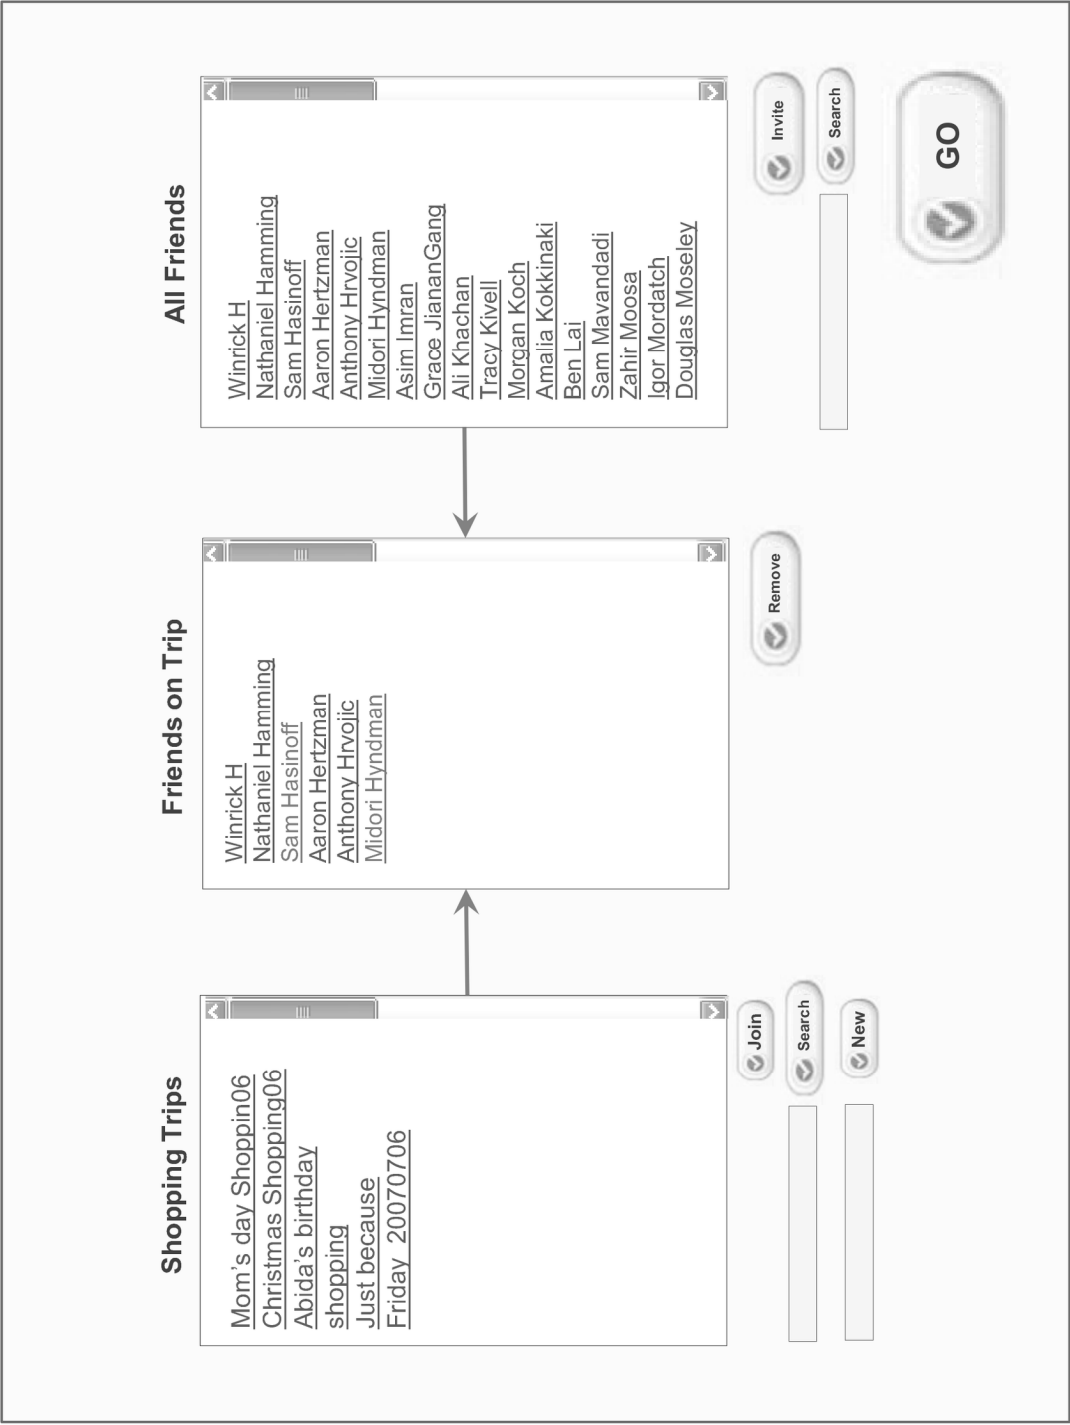 Shopping Trips
Mom's day Shoppin06
Christmas Shopping06
Abida's birthday
shopping
Just because
Friday 20070706
Join
Search
New
Friends on Trip
Winrick H
Nathaniel Hamming
Sam Hasinoff
Aaron Hertzman
Anthony Hrvojic
Midori Hyndman
Remove
All Friends
Winrick H
Nathaniel Hamming
Sam Hasinoff
Aaron Hertzman
Anthony Hrvojic
Midori Hyndman
Asim Imran
Grace JiananGang
Ali Khachan
Tracy Kivell
Morgan Koch
Amalia Kokkinaki
Ben Lai
Sam Mavandadi
Zahir Moosa
Igor Mordatch
Douglas Moseley
Invite
Search
GO